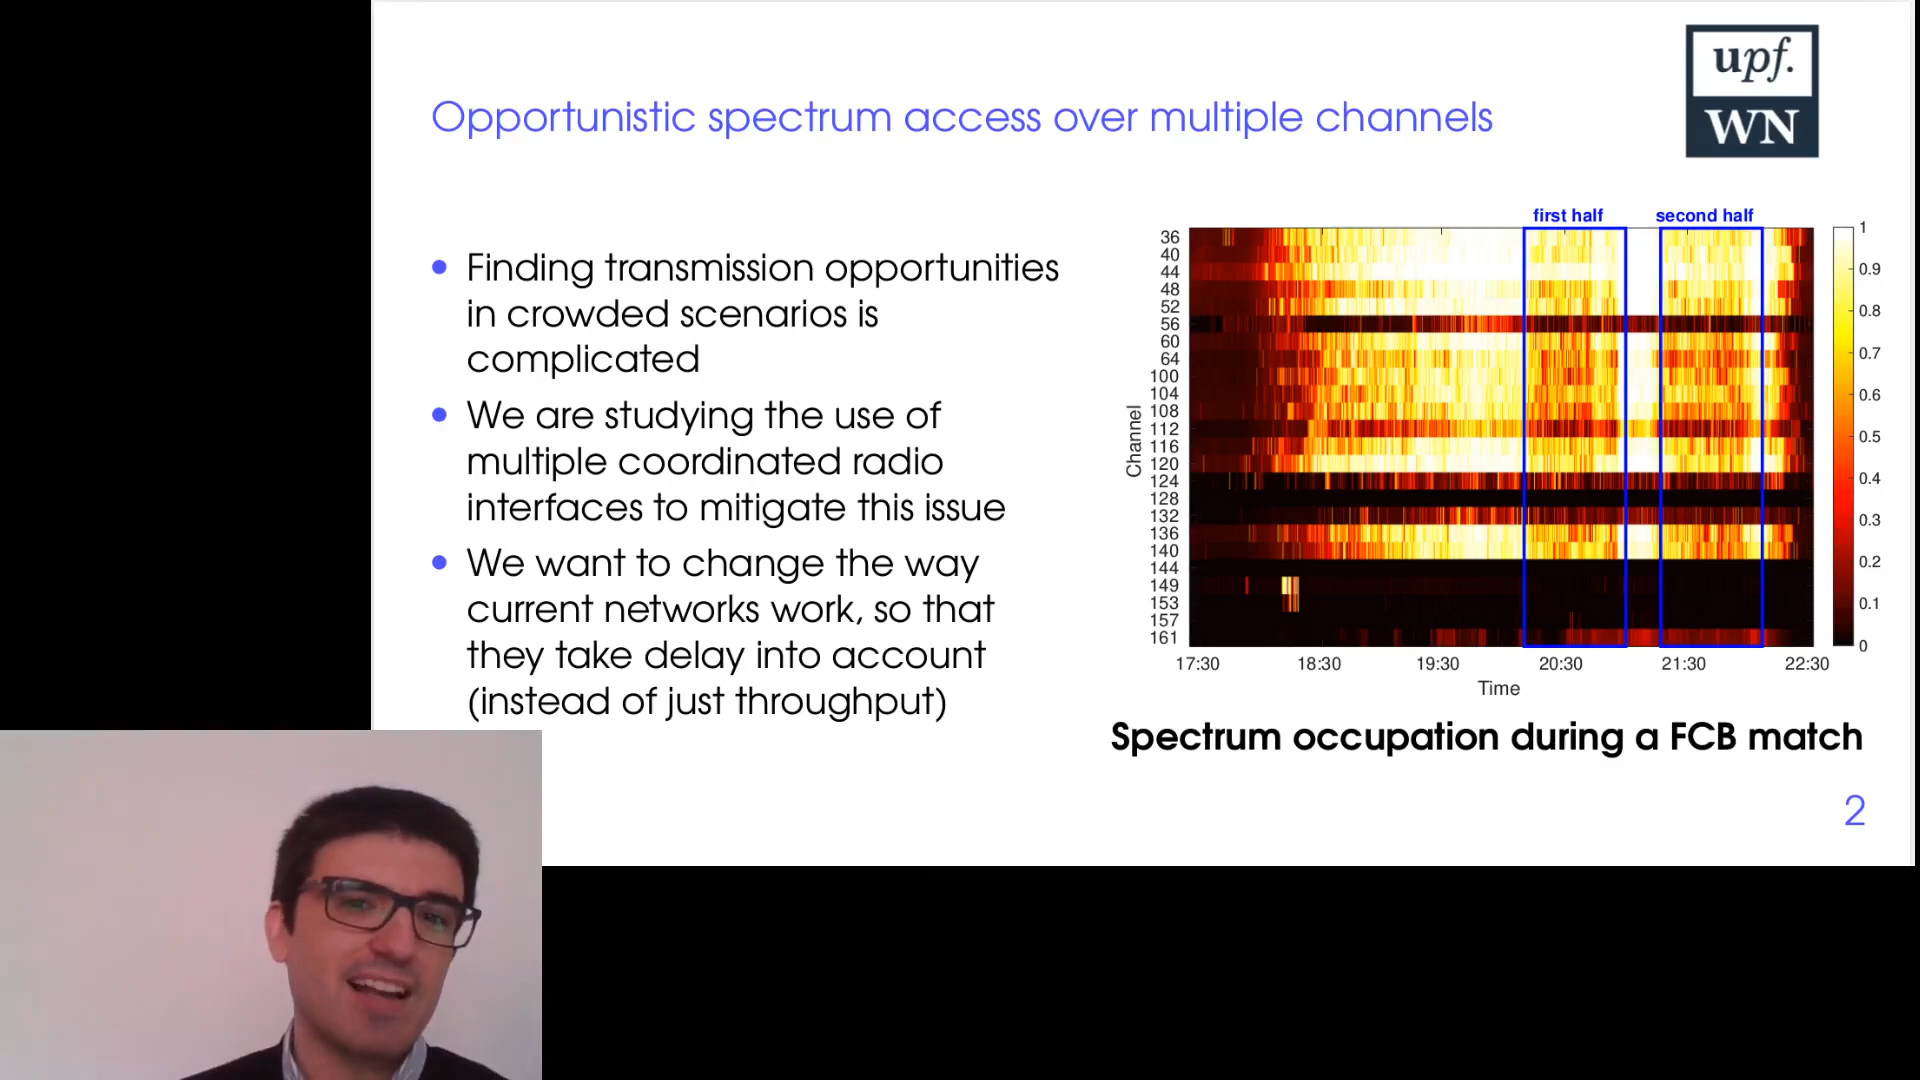 upf.
WN
Opportunistic spectrum access over multiple channels
Finding transmission opportunities
in crowded scenarios is
complicated
We are studying the use of
multiple coordinated radio
interfaces to mitigate this issue
We want to change the way
current networks work, so that
they take delay into account
(instead of just throughput)
first half second half
Channel
36
40
44
48
52
56
60
64
100
104
108
112
116
120
124
128
132
136
140
144
149
153
157
161
17:30 18:30 19:30 20:30 21:30 22:30
Time
1
0.9
0.8
0.7
0.6
0.5
0.4
0.3
0.2
0.1
0
Spectrum occupation during a FCB match
2